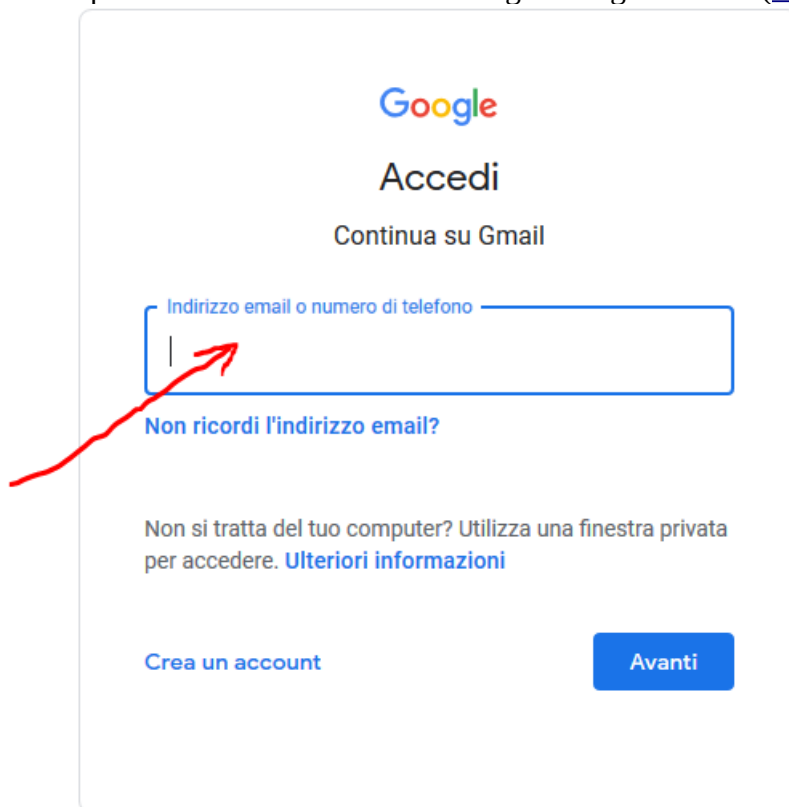 Google
Accedi
Continua su Gmail
Indirizzo email o numero di telefono
Non ricordi l'indirizzo email?
Non si tratta del tuo computer? Utilizza una finestra privata
per accedere. Ulteriori informazioni
Crea un account
Avanti